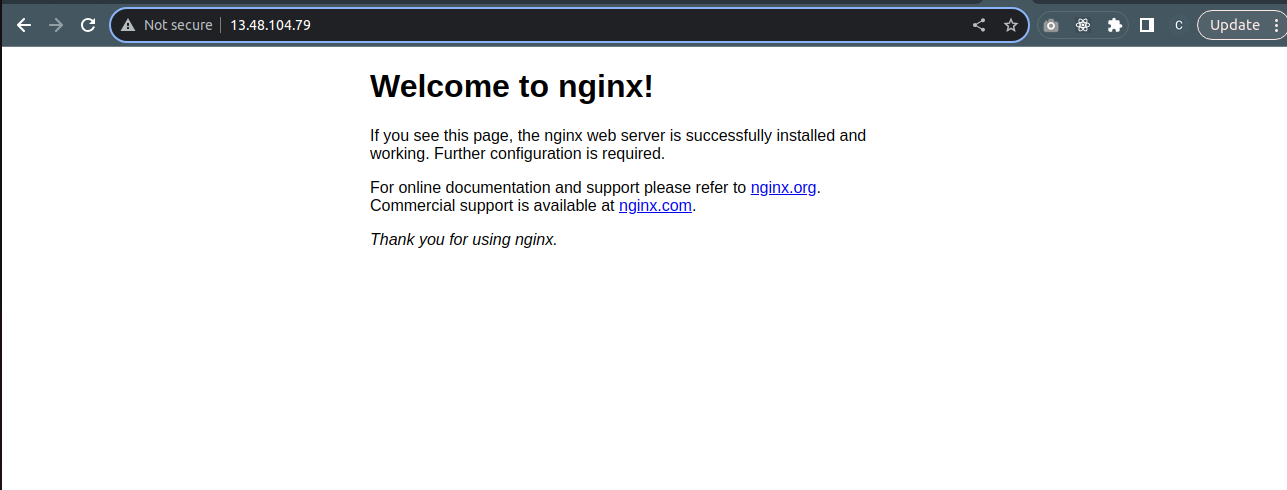 Not secure 13.48.104.79 C Update
Welcome to nginx!
If you see this page, the nginx web server is successfully installed and
working. Further configuration is required.
For online documentation and support please refer to nginx.org.
Commercial support is available at nginx.com.
Thank you for using nginx.